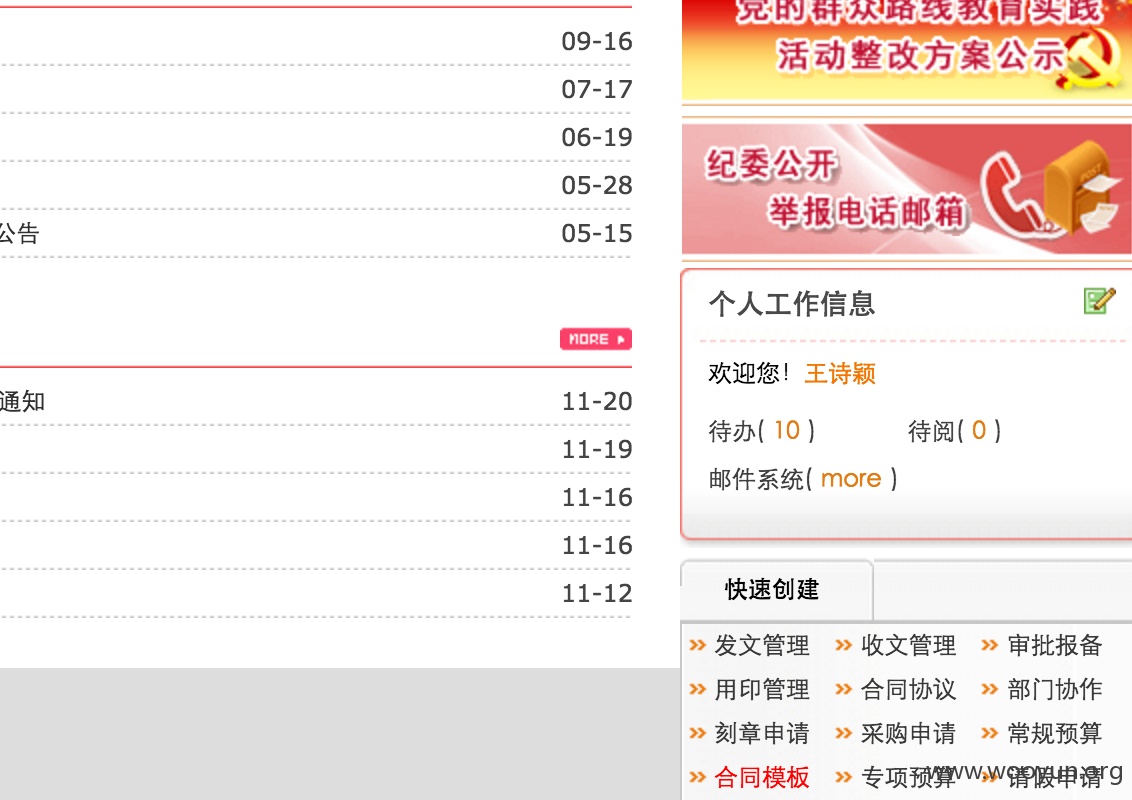 09-16
07-17
06-19
05-28
公告 05-15
MORE
通知 11-20
11-19
11-16
11-16
11-12
党的群众路线教育实践
活动整改方案公示
纪委公开
举报电话邮箱
POST
个人工作信息
欢迎您！ 王诗颖
待办( 10 ) 待阅( 0 )
邮件系统( more )
快速创建
发文管理 收文管理 审批报备
用印管理 合同协议 部门协作
刻章申请 采购申请 常规预算
合同模板 专项预算 请假申请
www.wooyun.org